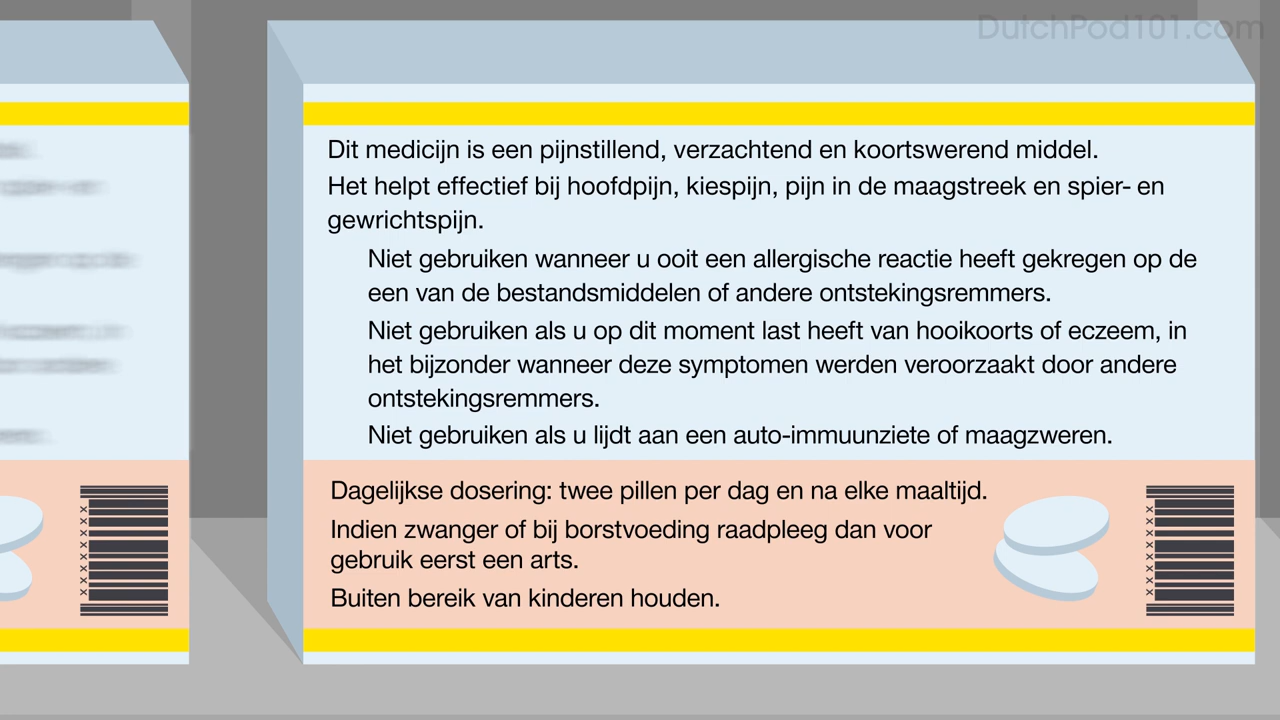 DutchPod101.com
Dit medicijn is een pijnstillend, verzachtend en koortswerend middel.
Het helpt effectief bij hoofdpijn, kiespijn, pijn in de maagstreek en spier- en
gewrichtspijn.
Niet gebruiken wanneer u ooit een allergische reactie heeft gekregen op de
een van de bestandsmiddelen of andere ontstekingsremmers.
Niet gebruiken als u op dit moment last heeft van hooikoorts of eczeem, in
het bijzonder wanneer deze symptomen werden veroorzaakt door andere
ontstekingsremmers.
Niet gebruiken als u lijdt aan een auto-immuunziete of maagzweren.
Dagelijkse dosering: twee pillen per dag en na elke maaltijd.
Indien zwanger of bij borstvoeding raadpleeg dan voor
gebruik eerst een arts.
Buiten bereik van kinderen houden.